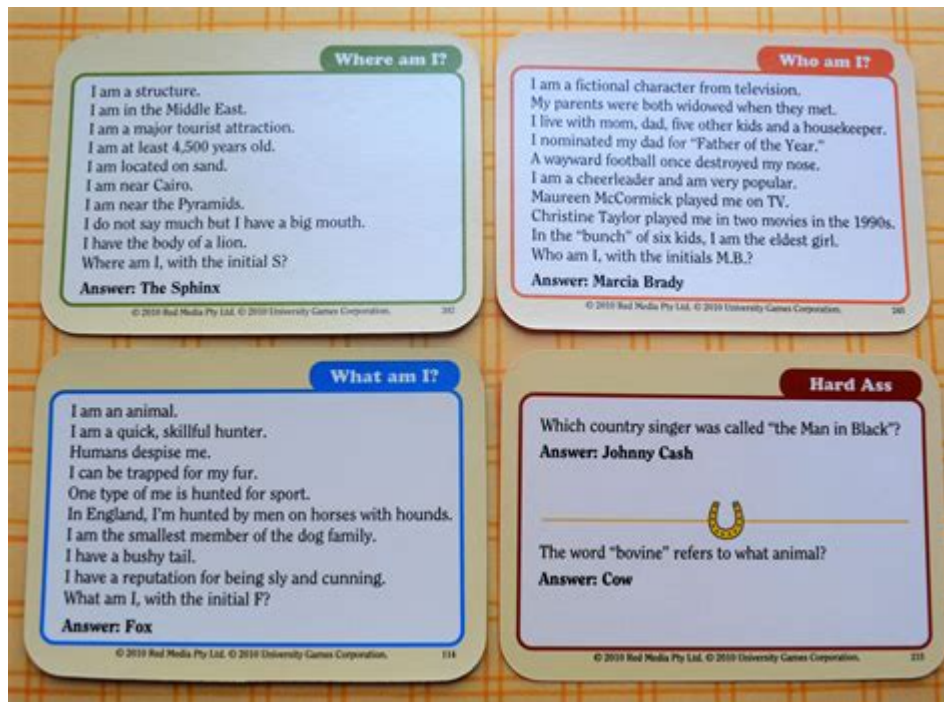 Where am I?
I am a structure.
I am in the Middle East.
I am a major tourist attraction.
I am at least 4,500 years old.
I am located on sand.
I am near Cairo.
I am near the Pyramids.
I do not say much but I have a big mouth.
I have the body of a lion.
Where am I, with the initial S?
Answer: The Sphinx
© 2010 Red Media Pty Ltd. © 2010 University Games Corporation.
Who am I?
I am a fictional character from television.
My parents were both widowed when they met.
I live with mom, dad, five other kids and a housekeeper.
I nominated my dad for “Father of the Year.”
A wayward football once destroyed my nose.
I am a cheerleader and am very popular.
Maureen McCormick played me on TV.
Christine Taylor played me in two movies in the 1990s.
In the “bunch” of six kids, I am the eldest girl.
Who am I, with the initials M.B.?
Answer: Marcia Brady
© 2010 Red Media Pty Ltd. © 2010 University Games Corporation.
What am I?
I am an animal.
I am a quick, skillful hunter.
Humans despise me.
I can be trapped for my fur.
One type of me is hunted for sport.
In England, I’m hunted by men on horses with hounds.
I am the smallest member of the dog family.
I have a bushy tail.
I have a reputation for being sly and cunning.
What am I, with the initial F?
Answer: Fox
© 2010 Red Media Pty Ltd. © 2010 University Games Corporation.
Hard Ass
Which country singer was called “the Man in Black”?
Answer: Johnny Cash
The word “bovine” refers to what animal?
Answer: Cow
© 2010 Red Media Pty Ltd. © 2010 University Games Corporation.